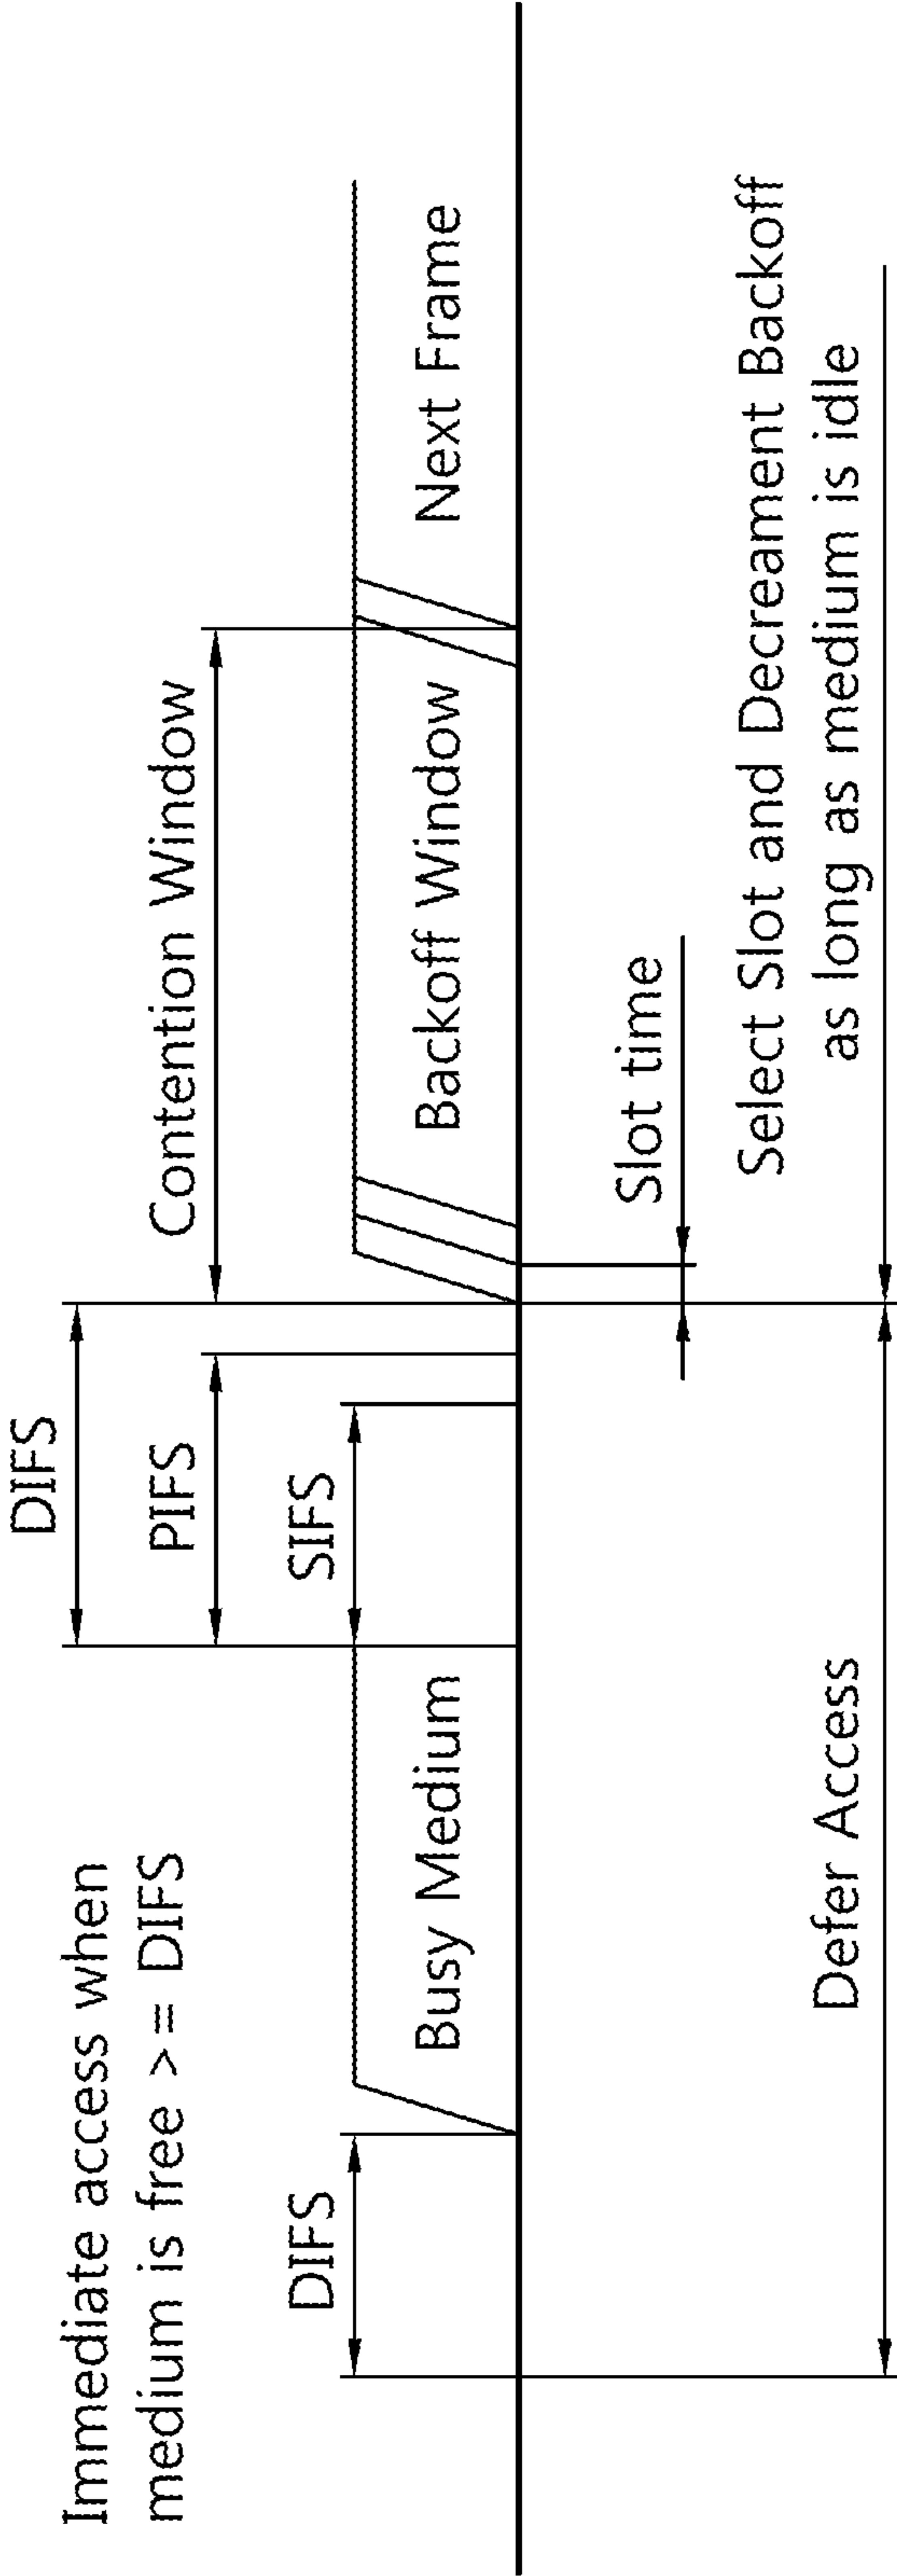 Immediate access when
medium is free >= DIFS
DIFS
DIFS
PIFS
SIFS
Contention Window
Busy Medium
Backoff Window
Next Frame
Slot time
Defer Access
Select Slot and Decreament Backoff
as long as medium is idle